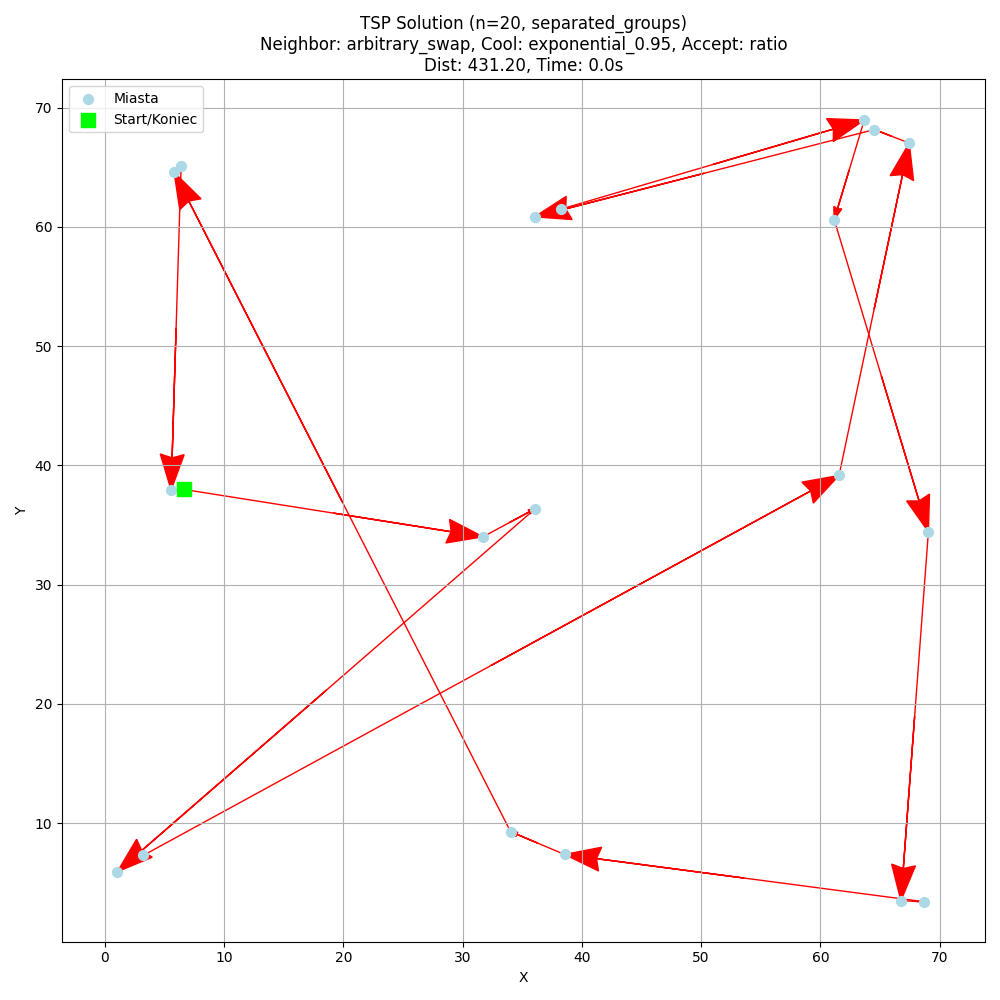 TSP Solution (n=20, separated_groups)
Neighbor: arbitrary_swap, Cool: exponential_0.95, Accept: ratio
Dist: 431.20, Time: 0.0s
Miasta
Start/Koniec
70
60
50
40
30
20
10
Y
0 10 20 30 40 50 60 70
X